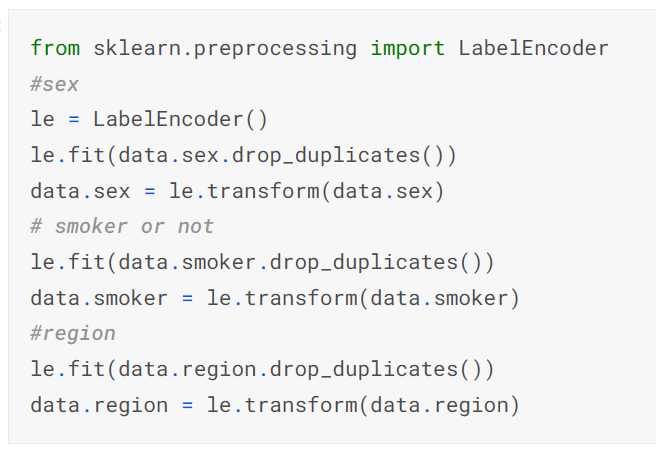 from sklearn.preprocessing import LabelEncoder
#sex
le = LabelEncoder()
le.fit(data.sex.drop_duplicates())
data.sex = le.transform(data.sex)
# smoker or not
le.fit(data.smoker.drop_duplicates())
data.smoker = le.transform(data.smoker)
#region
le.fit(data.region.drop_duplicates())
data.region = le.transform(data.region)